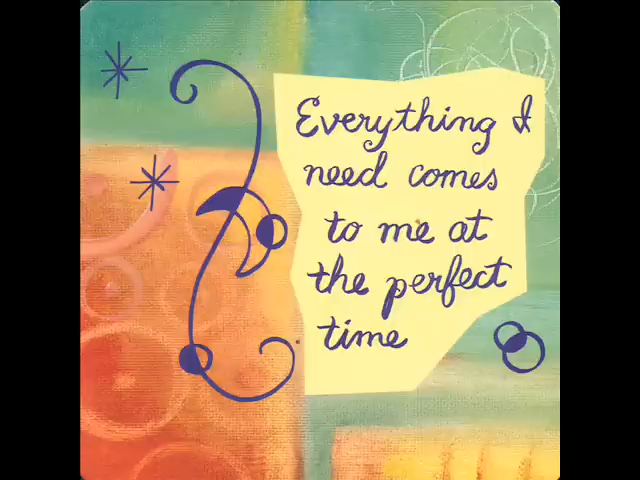 Everything I
need comes
to me at
the perfect
time